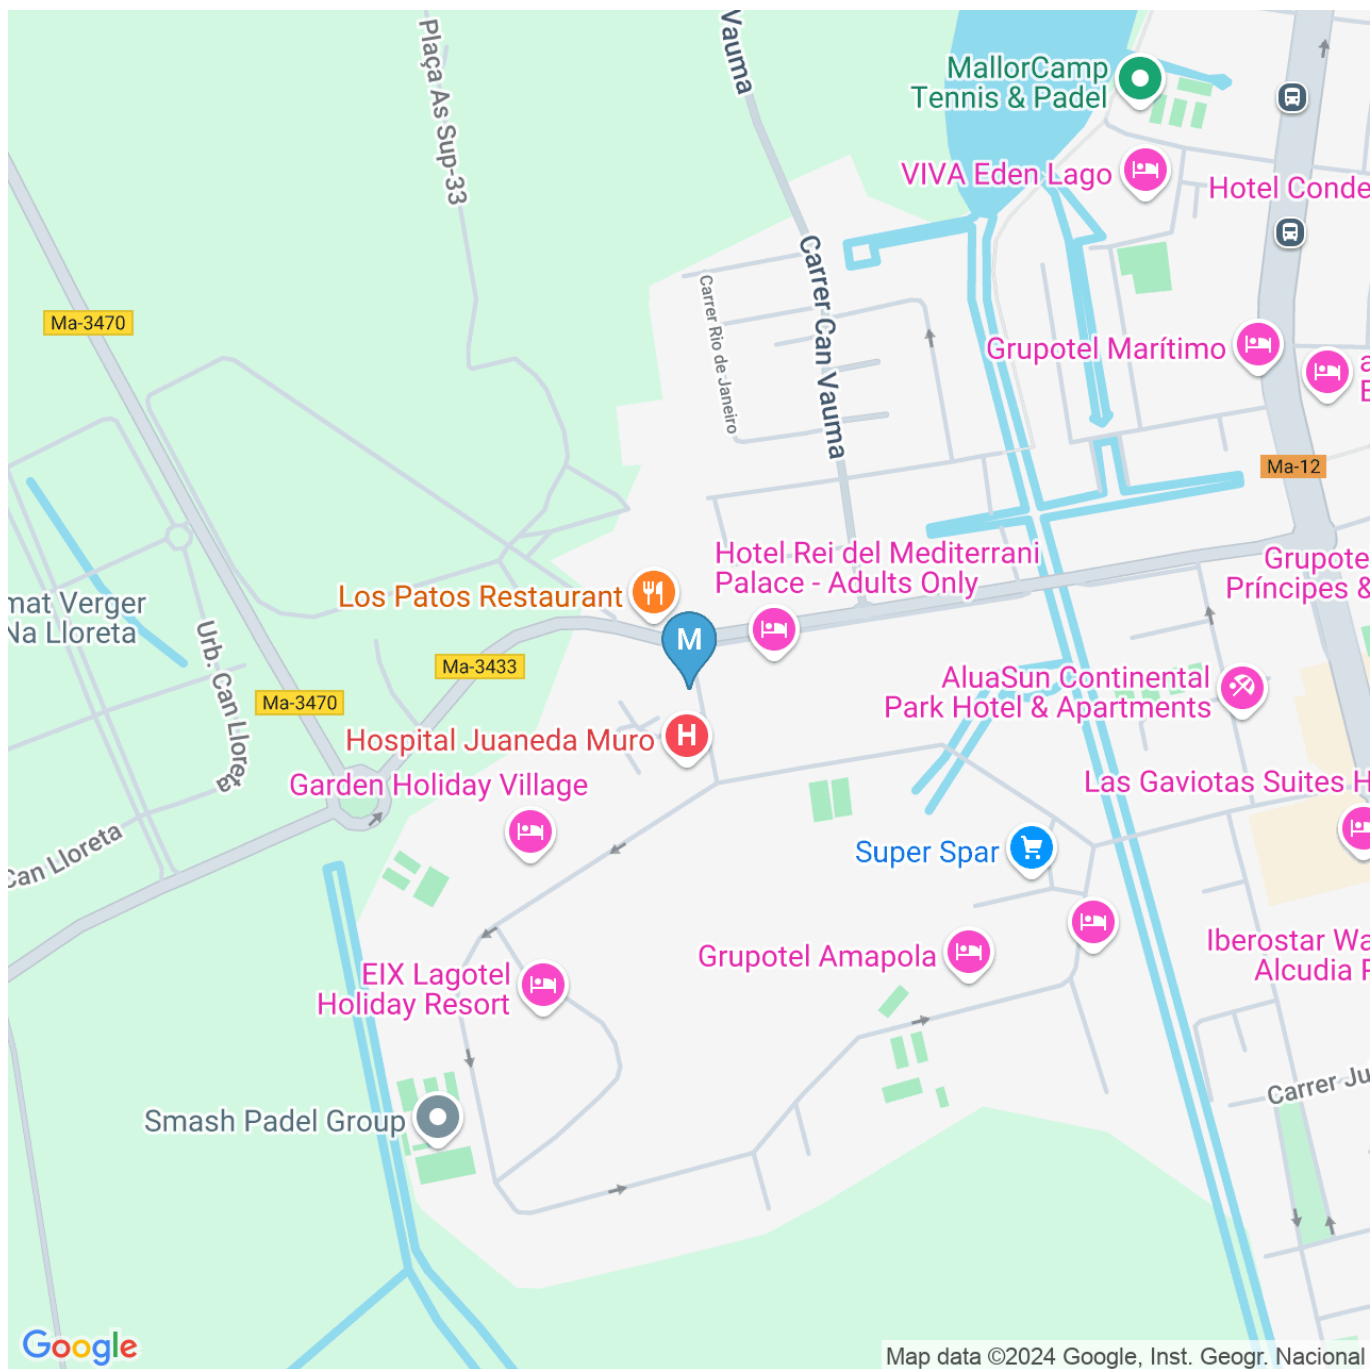 Plaça As Sup-33
Vauma
MallorCamp
Tennis & Padel
VIVA Eden Lago
Hotel Conde
Carrer Can Vauma
Carrer Rio de Janeiro
Ma-3470
Grupotel Marítimo
a
E
Ma-12
Hotel Rei del Mediterrani
Palace - Adults Only
Grupote
Príncipes &
Los Patos Restaurant
mat Verger
Na Lloreta
Urb. Can Lloreta
M
Ma-3433
Ma-3470
AluaSun Continental
Park Hotel & Apartments
Hospital Juaneda Muro
H
Garden Holiday Village
Las Gaviotas Suites H
Can Lloreta
Super Spar
Grupotel Amapola
Iberostar Wa
Alcudia P
EIX Lagotel
Holiday Resort
Smash Padel Group
Carrer Ju
Google
Map data ©2024 Google, Inst. Geogr. Nacional